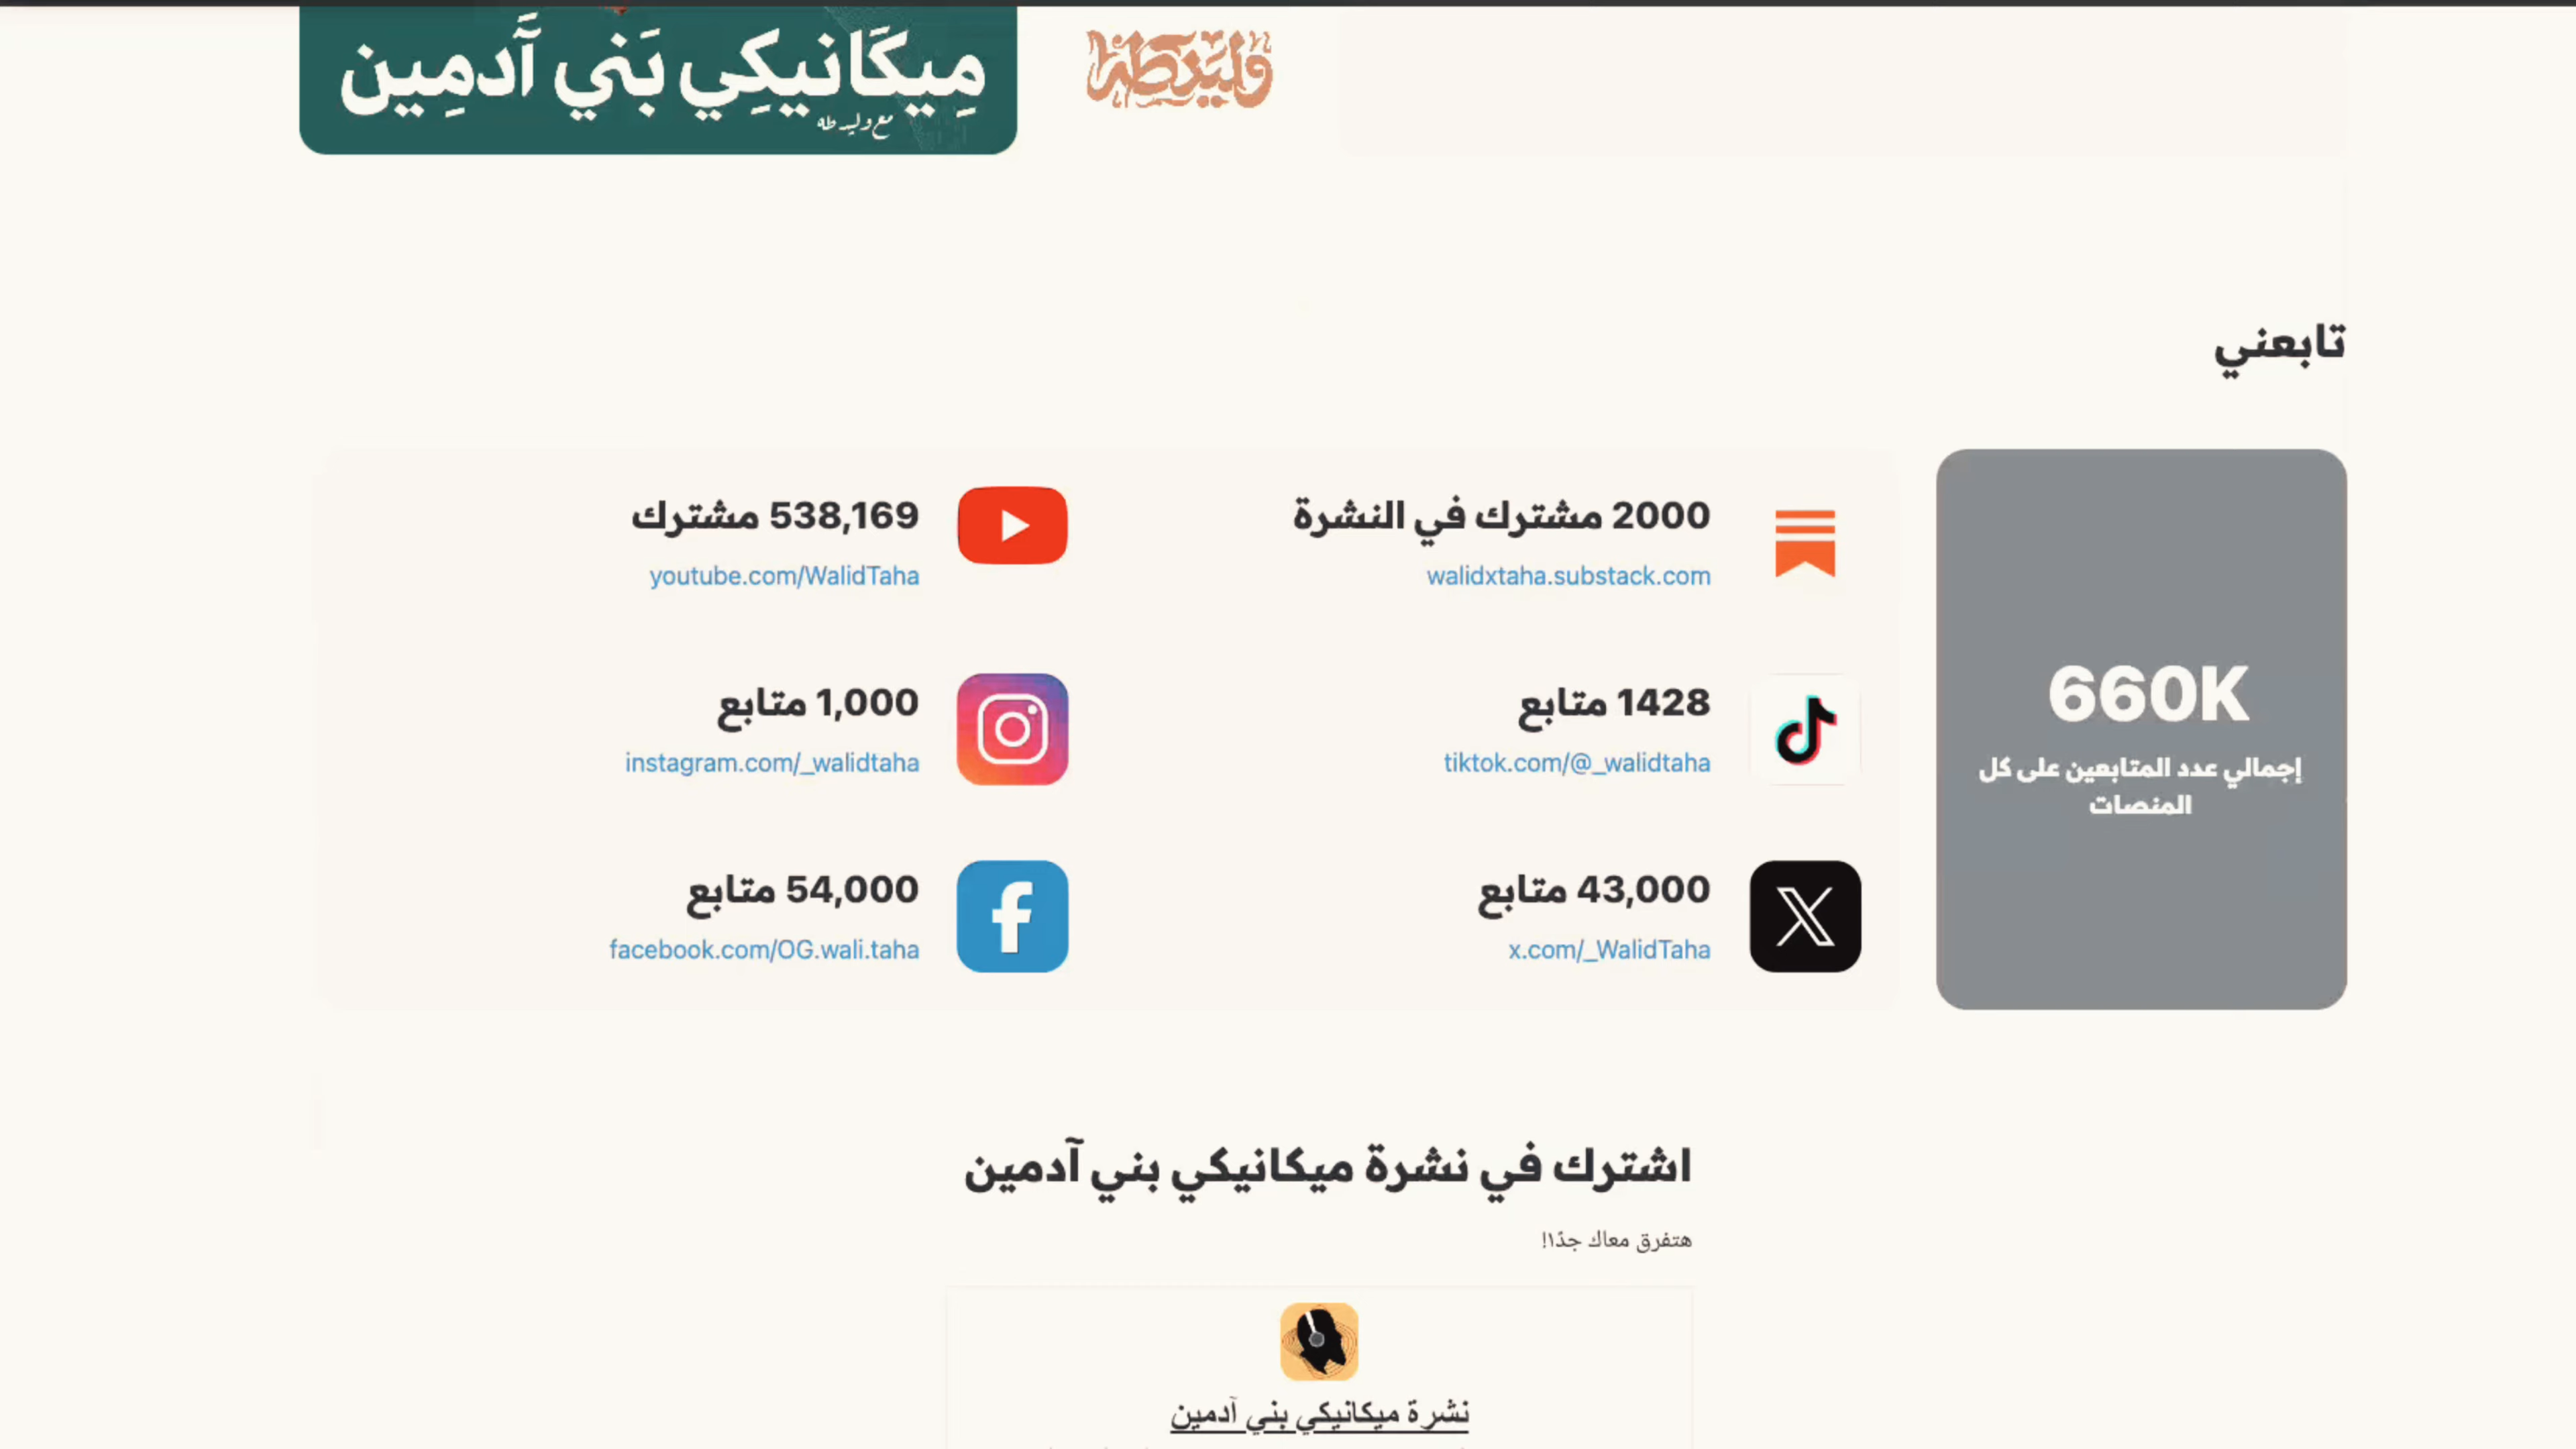 وليد طه
مِيكَانيكِي بَني آَدمِين
مع وليد طه
تابعني
660K
إجمالي عدد المتابعين على كل
المنصات
2000 مشترك في النشرة
walidxtaha.substack.com
538,169 مشترك
youtube.com/WalidTaha
1428 متابع
tiktok.com/@_walidtaha
1,000 متابع
instagram.com/_walidtaha
43,000 متابع
x.com/_WalidTaha
54,000 متابع
facebook.com/OG.wali.taha
اشترك في نشرة ميكانيكي بني آدمين
هتفرق معاك جدًا!
نشرة ميكانيكي بني آدمين